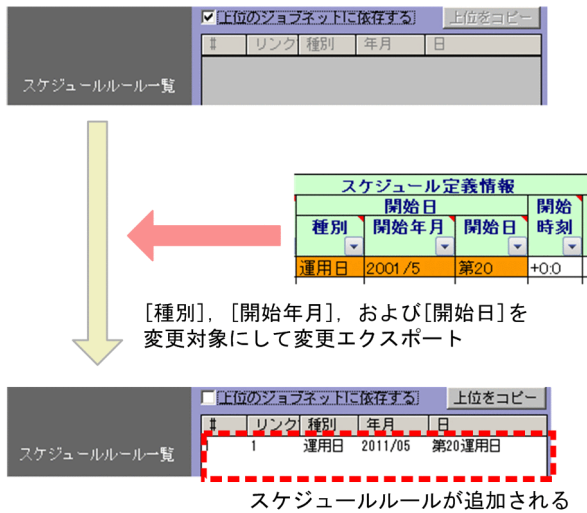 上位のジョブネットに依存する 上位をコピー
# リンク 種別 年月 日
スケジュールルール一覧
スケジュール定義情報
開始日 開始
種別 開始年月 開始日 時刻
運用日 2001/5 第20 +0:0
[種別],[開始年月],および[開始日]を
変更対象にして変更エクスポート
上位のジョブネットに依存する 上位をコピー
# リンク 種別 年月 日
1 運用日 2011/05 第20運用日
スケジュールルール一覧
スケジュールルールが追加される